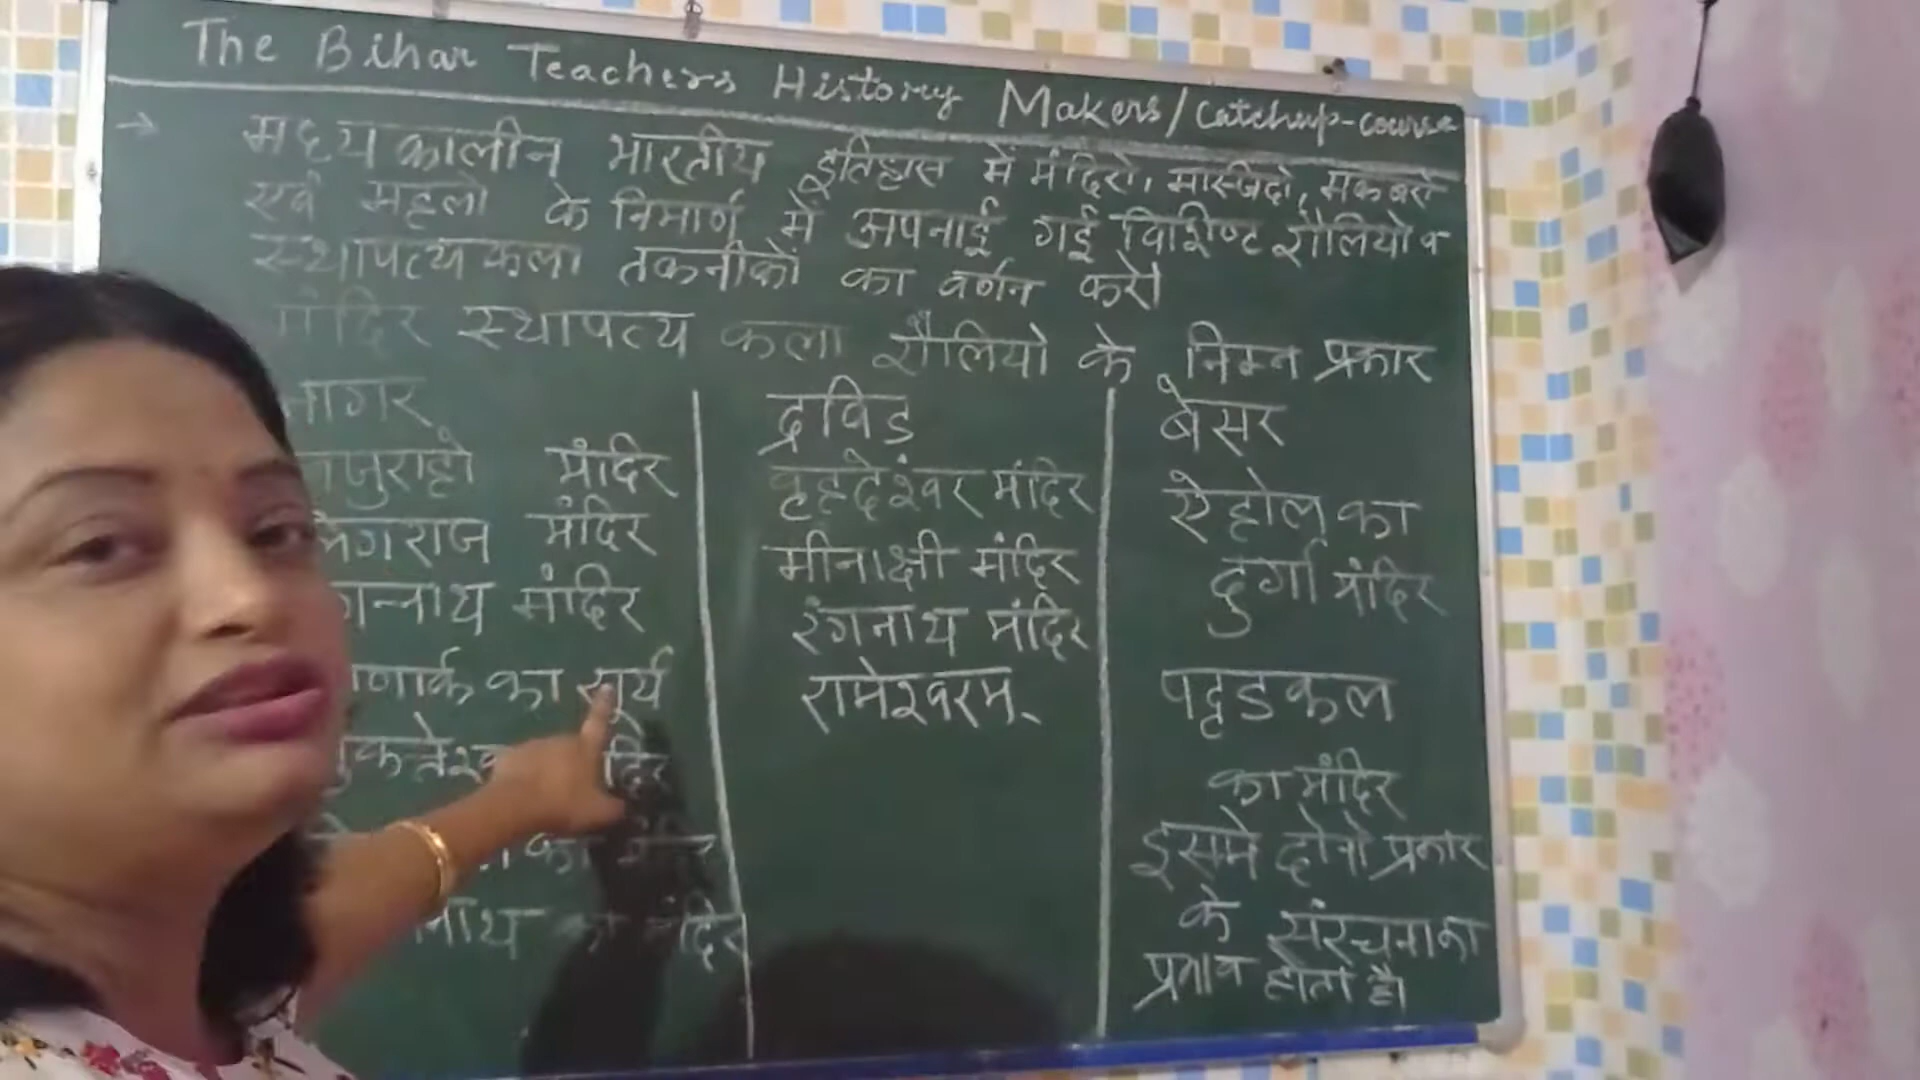 The Bihar Teachers History Makers/catchup-course
→ मध्यकालीन भारतीय इतिहास में मंदिरो, मस्जिदो, मकबरो
एवं महलो के निमार्ण में अपनाई गई विशिष्ट शैलियो व
स्थापत्यकला तकनीकों का वर्णन करे।
मंदिर स्थापत्य कला शैलियो के निम्न प्रकार
नागर
मंदिर
मंदिर
मंदिर
का सूर्य
का मंदिर
का मंदिर
द्रविड़
वृहदेश्वर मंदिर
मीनाक्षी मंदिर
रंगनाथ मंदिर
रामेश्वरम्
बेसर
ऐहोल का
दुर्गा मंदिर
पट्टडकल
का मंदिर
इसमे दोनो प्रकार
के संरचना का
प्रभाव होता है।